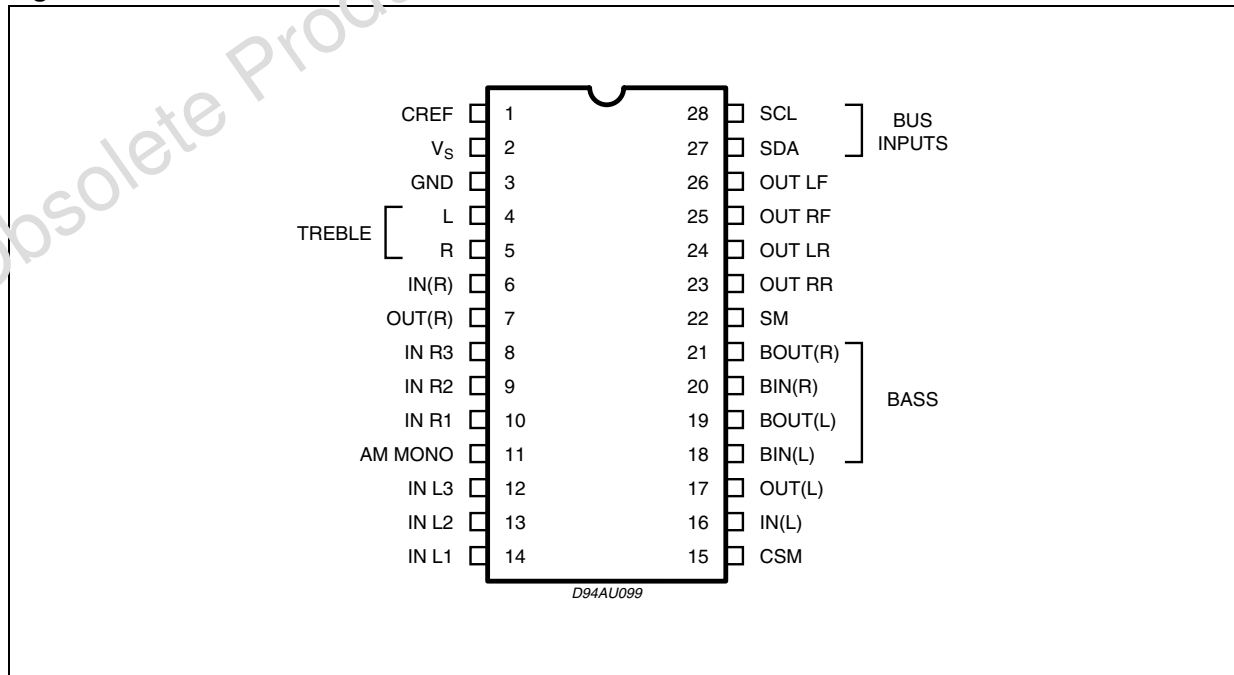 CREF 1 28 SCL
VS 2 27 SDA
BUS INPUTS
GND 3 26 OUT LF
L 4 25 OUT RF
TREBLE
R 5 24 OUT LR
IN(R) 6 23 OUT RR
OUT(R) 7 22 SM
IN R3 8 21 BOUT(R)
IN R2 9 20 BIN(R)
BASS
IN R1 10 19 BOUT(L)
AM MONO 11 18 BIN(L)
IN L3 12 17 OUT(L)
IN L2 13 16 IN(L)
IN L1 14 15 CSM
D94AU099